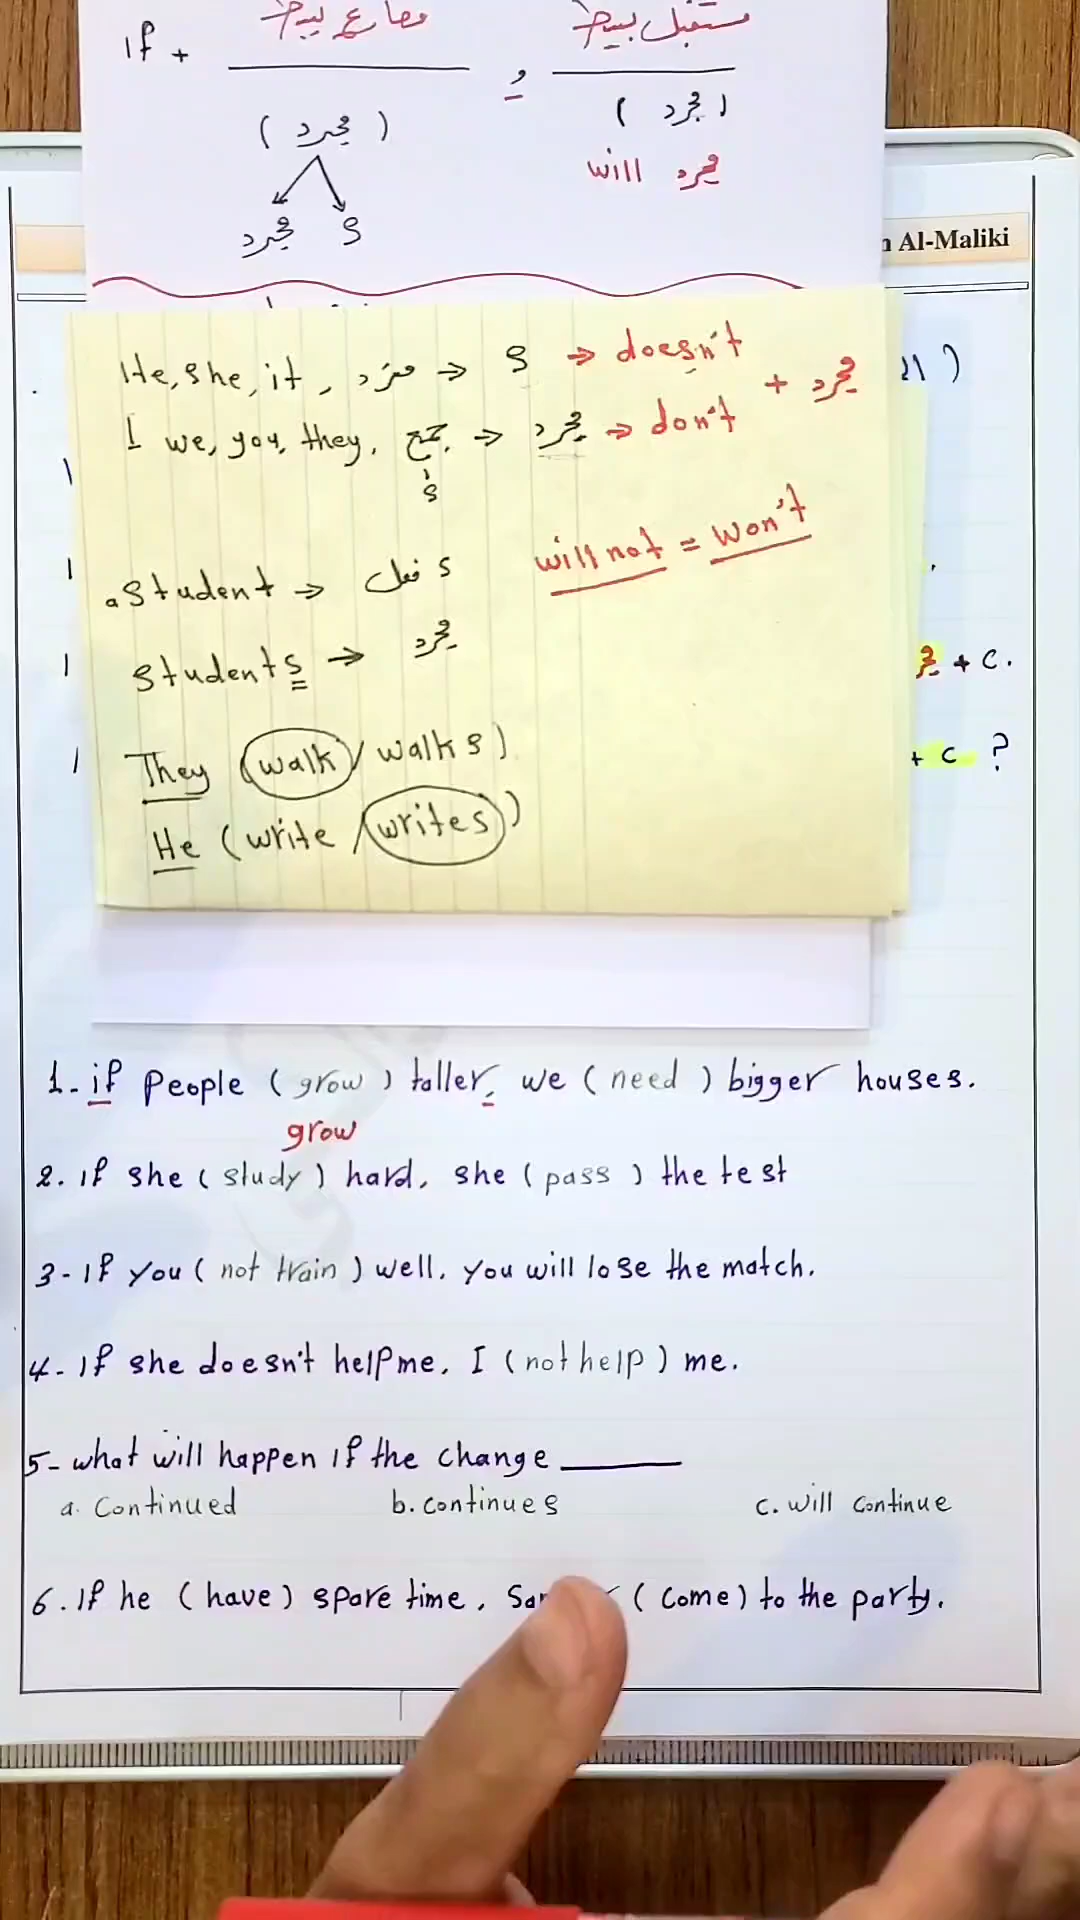 مضارع بسيط مستقبل بسيط
If + ________ , ________
( مجرد ) ( مجرد )
will مجرد
مجرد s
Al-Maliki
He, she, it, مفرد → s → doesn't
+ مجرد
I we, you, they, جمع → مجرد → don't
s
will not = won't
a student → فعل s
students → مجرد
+ c.
They (walk / walks)
+ c ?
He (write / writes)
1- if people (grow) taller, we (need) bigger houses.
grow
2. if she (study) hard, she (pass) the test
3- If you (not train) well, you will lose the match.
4- If she doesn't help me, I (not help) me.
5- what will happen if the change ______
a. Continued b. continues c. will continue
6. If he (have) spare time, (come) to the party.